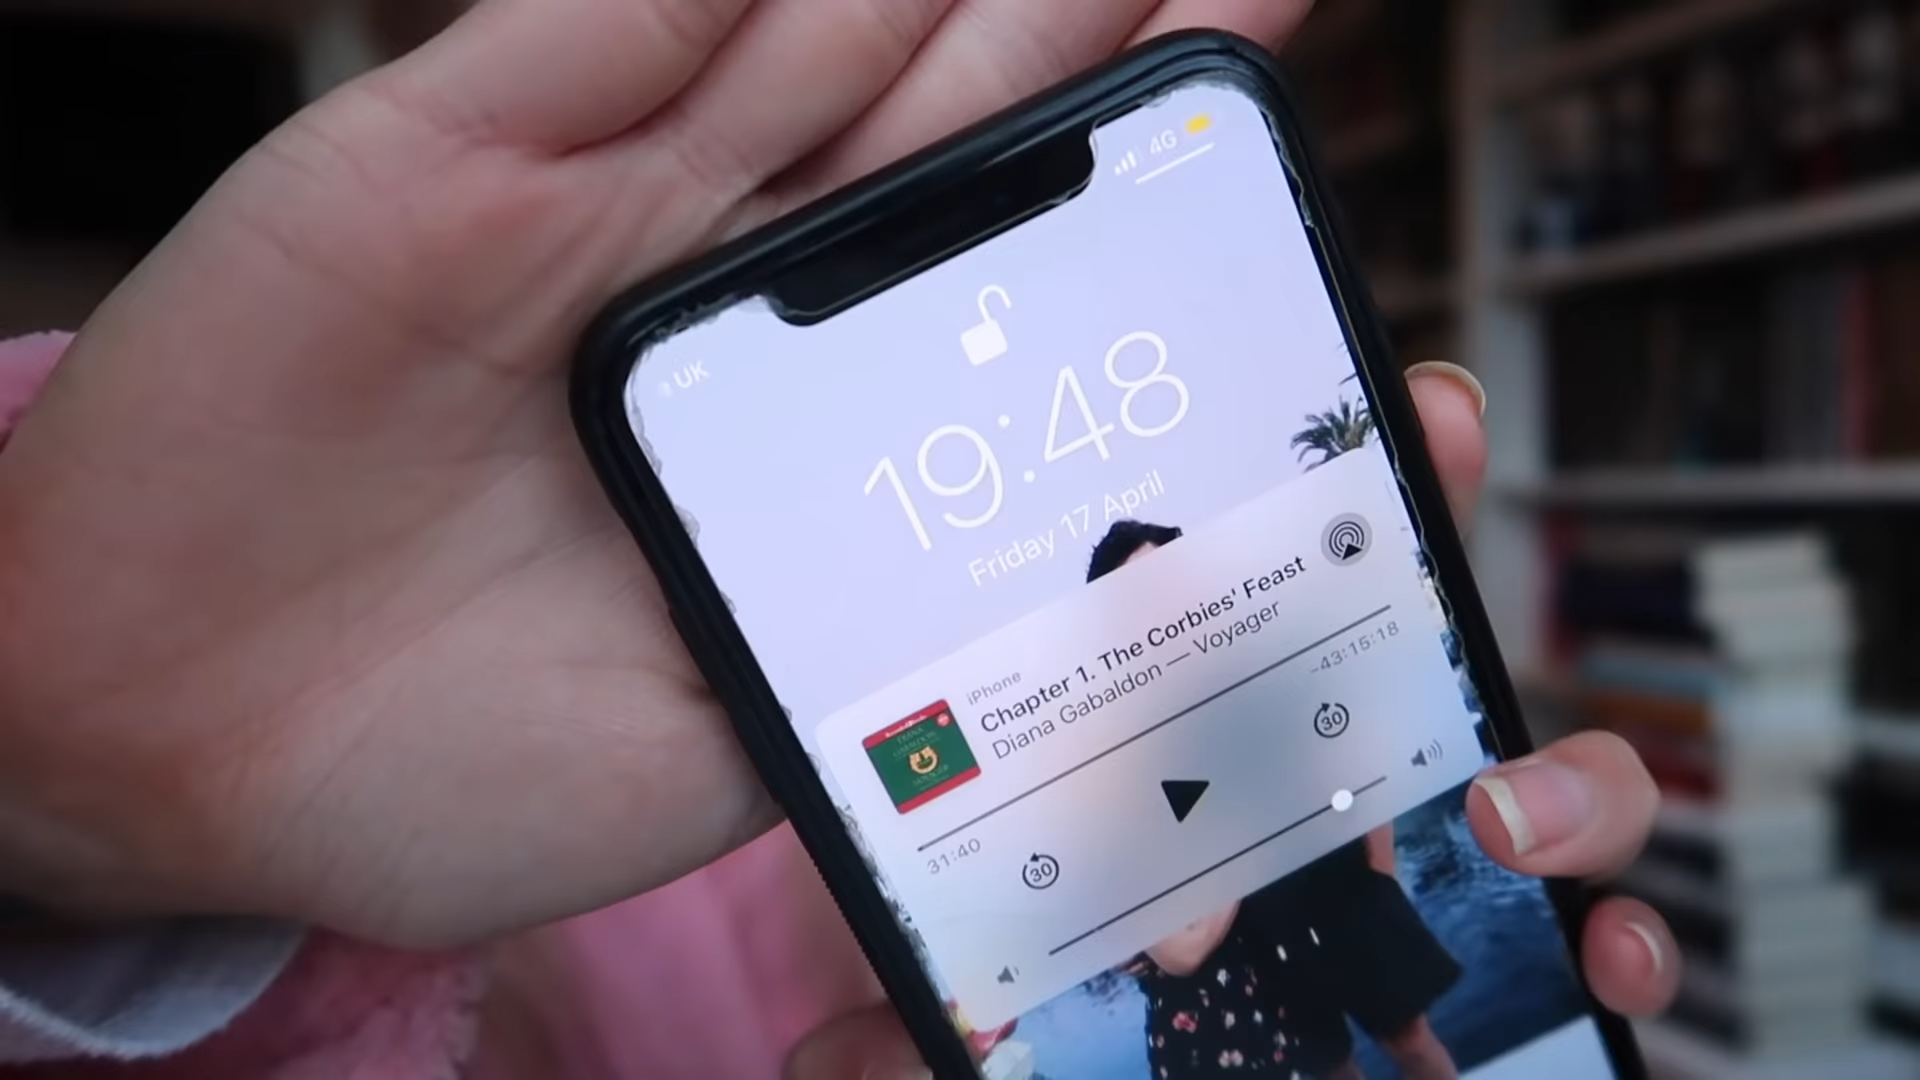 UK
4G
19:48
Friday 17 April
iPhone
Chapter 1. The Corbies' Feast
Diana Gabaldon — Voyager
31:40
-43:15:18
30
30